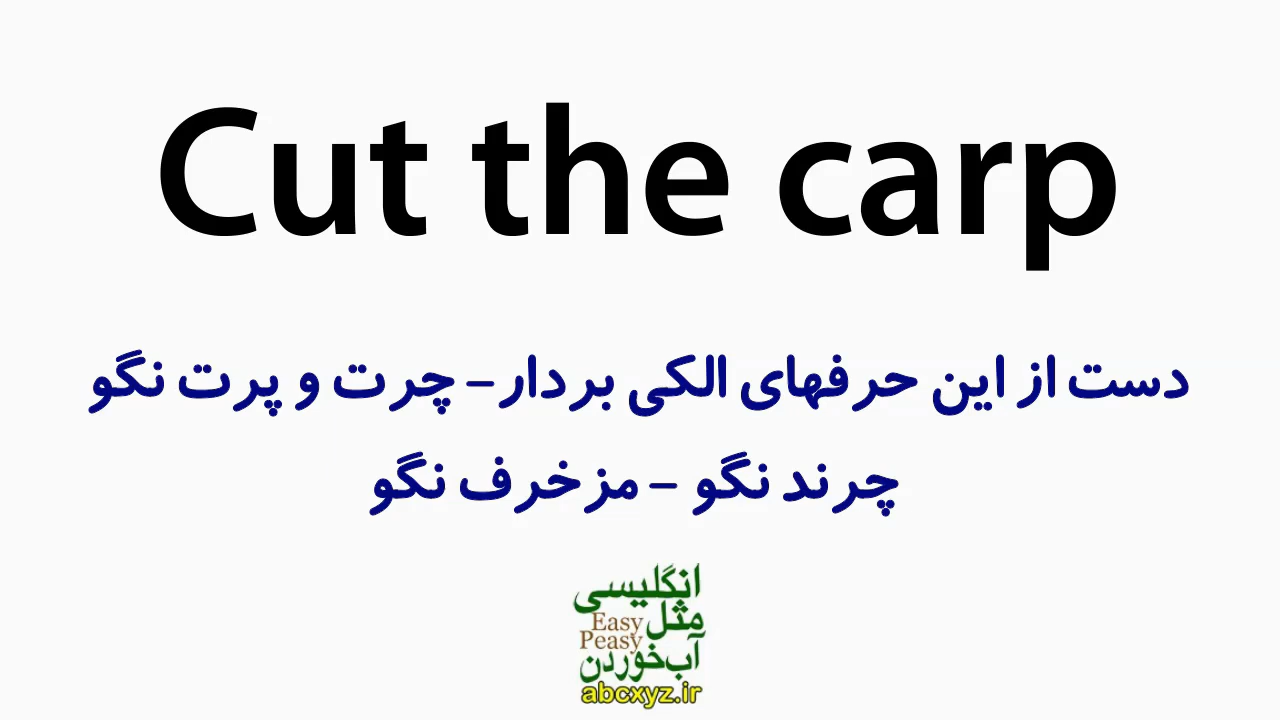 Cut the carp
دست از این حرفهای الکی بردار- چرت و پرت نگو
چرند نگو - مزخرف نگو
انگلیسی
مثل Easy
Peasy
آب‌خوردن
abcxyz.ir